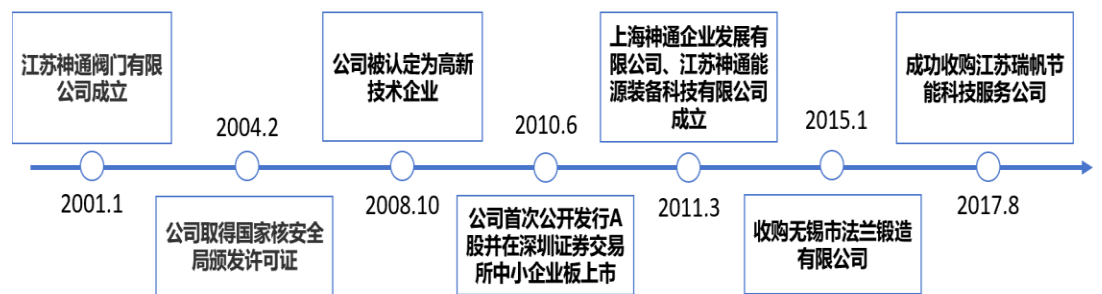 江苏神通阀门有限
公司成立
2001.1
2004.2
公司取得国家核安全
局颁发许可证
公司被认定为高新
技术企业
2008.10
2010.6
公司首次公开发行A
股并在深圳证券交易
所中小企业板上市
上海神通企业发展有
限公司、江苏神通能
源装备科技有限公司
成立
2011.3
2015.1
收购无锡市法兰锻造
有限公司
成功收购江苏瑞帆节
能科技服务公司
2017.8